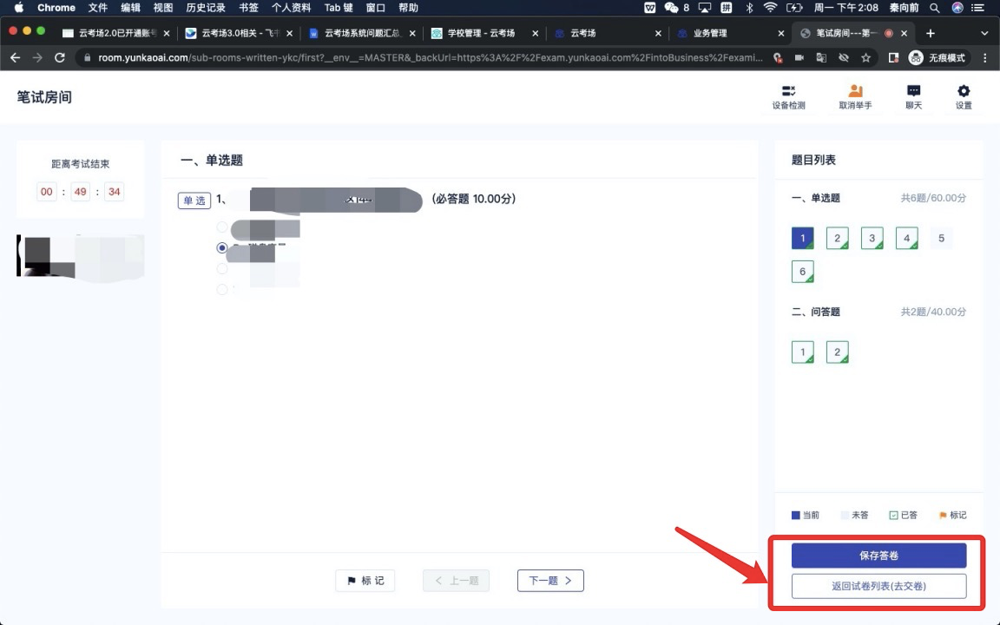 Chrome 文件 编辑 视图 历史记录 书签 个人资料 Tab 键 窗口 帮助 8 拼 周一 下午2:08 秦向前
云考场2.0已开通账号 云考场3.0相关 - 飞书 云考场系统问题汇总 学校管理 - 云考场 云考场 业务管理 笔试房间---第一
room.yunkaoai.com/sub-rooms-written-ykc/first?__env__=MASTER&_backUrl=https%3A%2F%2Fexam.yunkaoai.com%2FintoBusiness%2Fexami... 无痕模式
笔试房间
设备检测 取消举手 聊天 设置
距离考试结束
00 : 49 : 34
一、单选题
单 选 1、 (必答题 10.00分)
标 记 < 上一题 下一题 >
题目列表
一、单选题 共6题/60.00分
1 2 3 4 5
6
二、问答题 共2题/40.00分
1 2
当前 未答 已答 标记
保存答卷
返回试卷列表(去交卷)